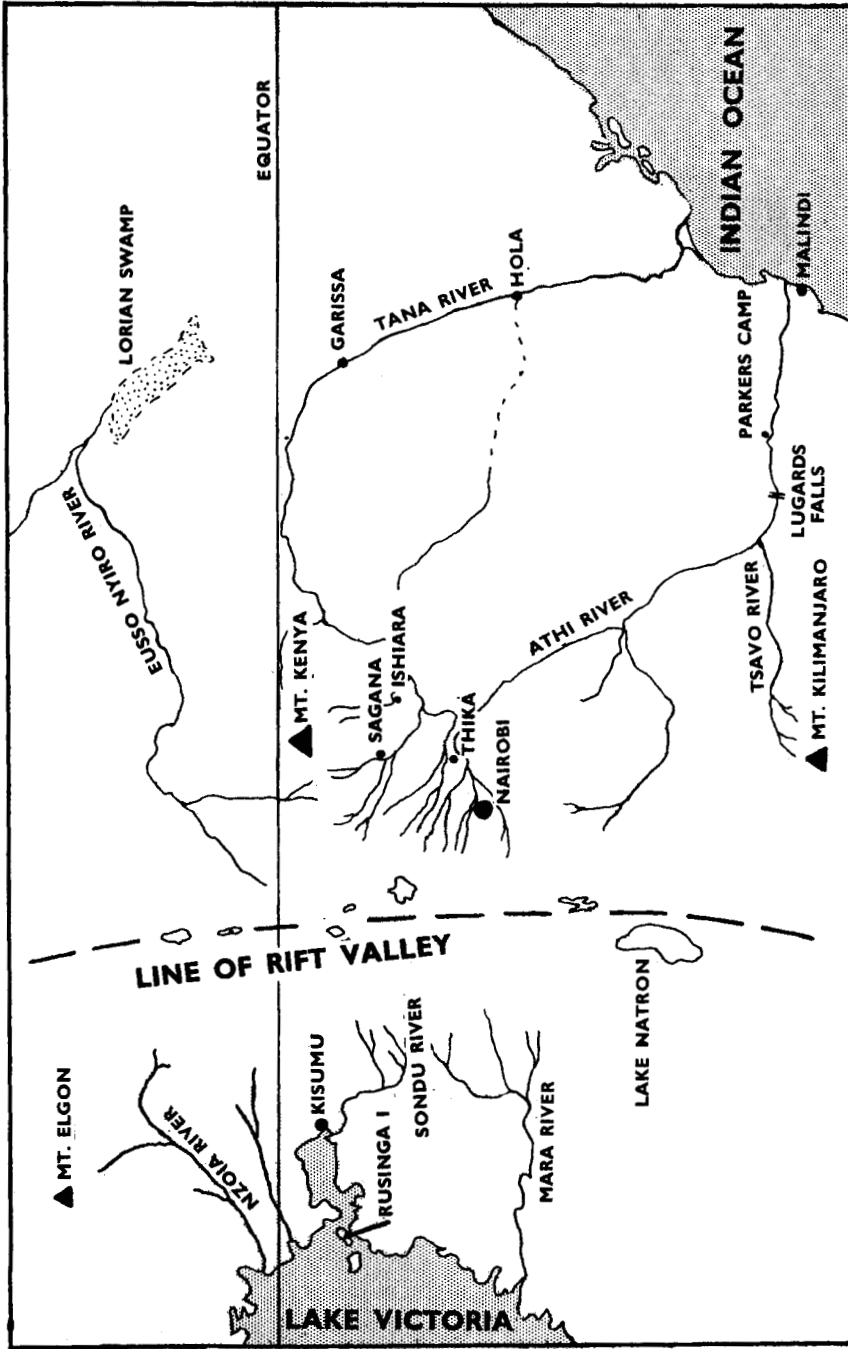 MT. ELGON
NZOIA RIVER
KISUMU
RUSINGA I
LAKE VICTORIA
SONDU RIVER
MARA RIVER
LINE OF RIFT VALLEY
LAKE NATRON
EUSSO NYIRO RIVER
LORIAN SWAMP
EQUATOR
MT. KENYA
SAGANA
ISHIARA
THIKA
NAIROBI
GARISSA
TANA RIVER
HOLA
ATHI RIVER
TSAVO RIVER
MT. KILIMANJARO
LUGARDS
FALLS
PARKERS CAMP
MALINDI
INDIAN OCEAN